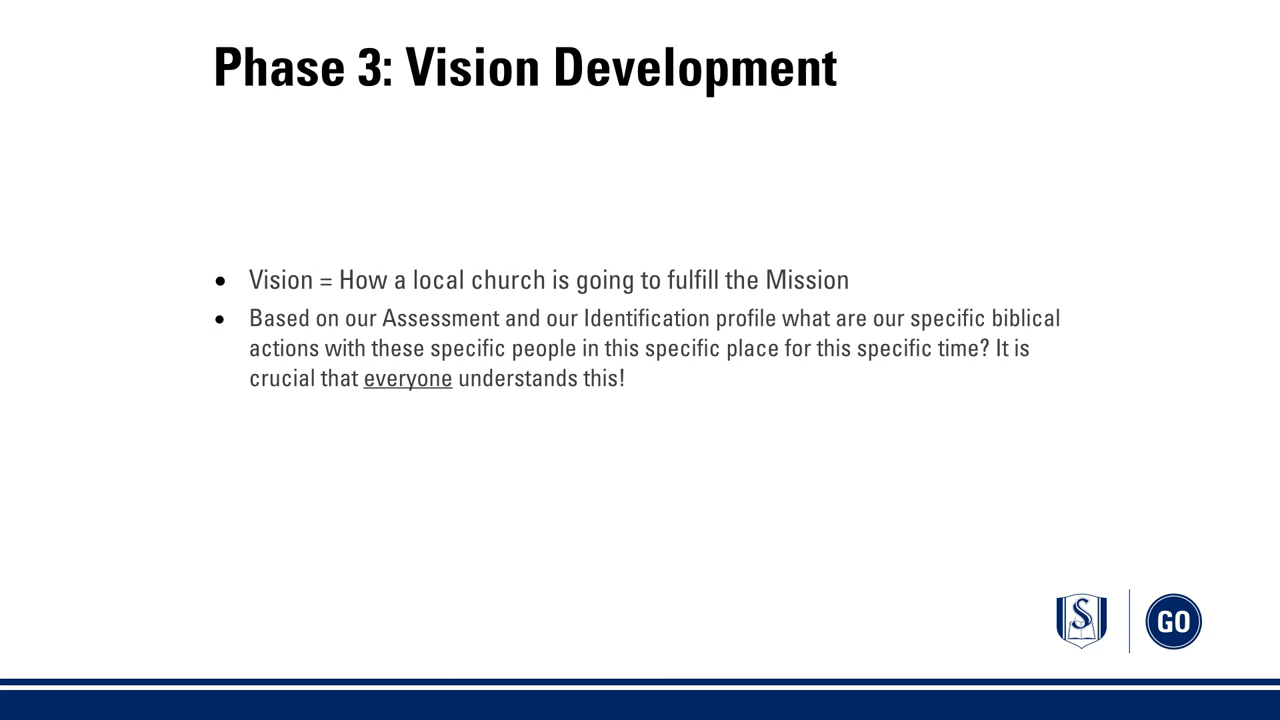 Phase 3: Vision Development
• Vision = How a local church is going to fulfill the Mission
• Based on our Assessment and our Identification profile what are our specific biblical
actions with these specific people in this specific place for this specific time? It is
crucial that everyone understands this!
S
GO